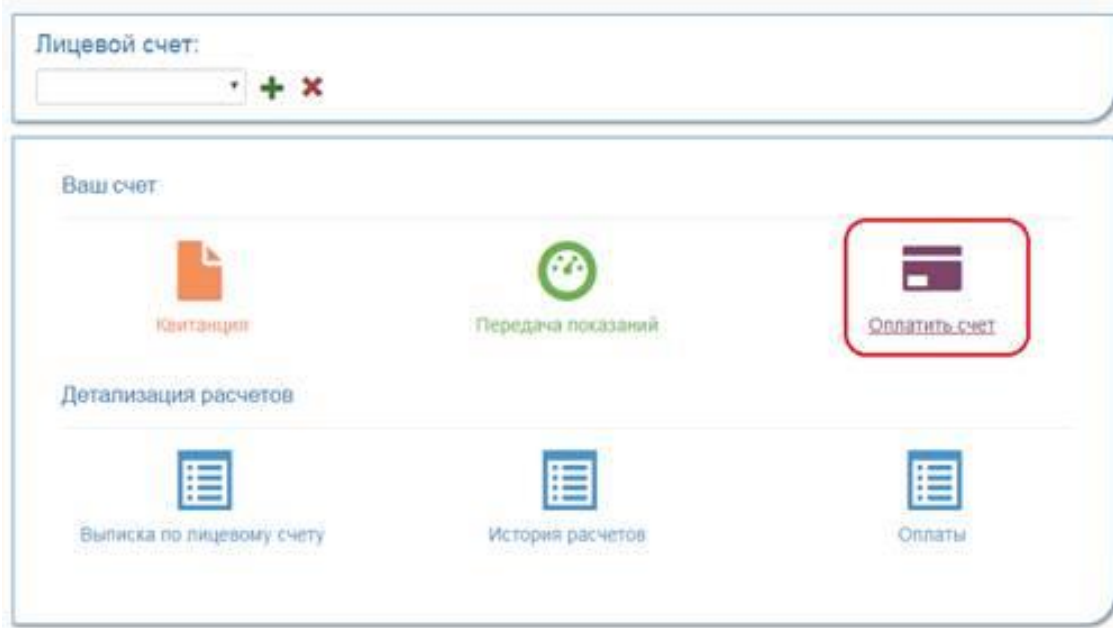 Лицевой счет:
Ваш счет
Квитанция
Передача показаний
Оплатить счет
Детализация расчетов
Выписка по лицевому счету
История расчетов
Оплаты